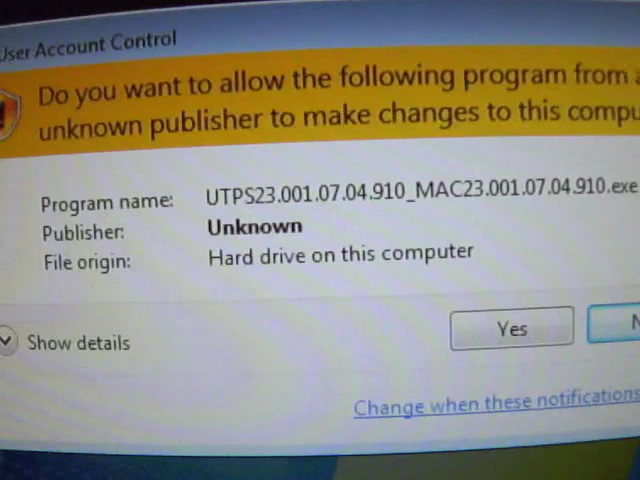 User Account Control
Do you want to allow the following program from
unknown publisher to make changes to this
Program name: UTPS23.001.07.04.910_MAC23.001.07.04.910.exe
Publisher: Unknown
File origin: Hard drive on this computer
Show details
Yes
Change when these notifications